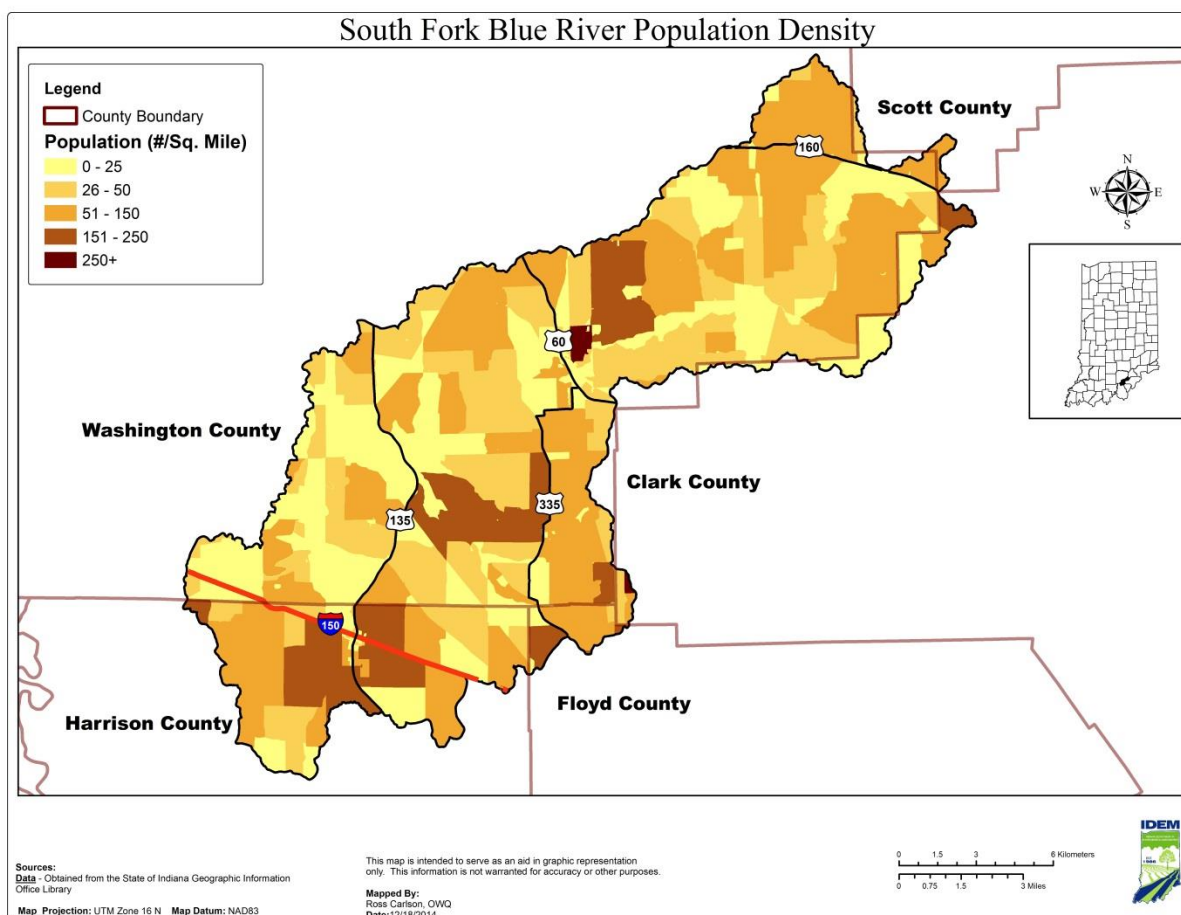 South Fork Blue River Population Density
Legend
County Boundary
Population (#/Sq. Mile)
0 - 25
26 - 50
51 - 150
151 - 250
250+
Scott County
160
N
W E
S
60
Washington County
Clark County
335
135
150
Harrison County
Floyd County
Sources:
Data - Obtained from the State of Indiana Geographic Information
Office Library
Map Projection: UTM Zone 16 N Map Datum: NAD83
This map is intended to serve as an aid in graphic representation
only. This information is not warranted for accuracy or other purposes.
Mapped By:
Ross Carlson, OWQ
Date:12/18/2014
0 1.5 3 6 Kilometers
0 0.75 1.5 3 Miles
IDEM